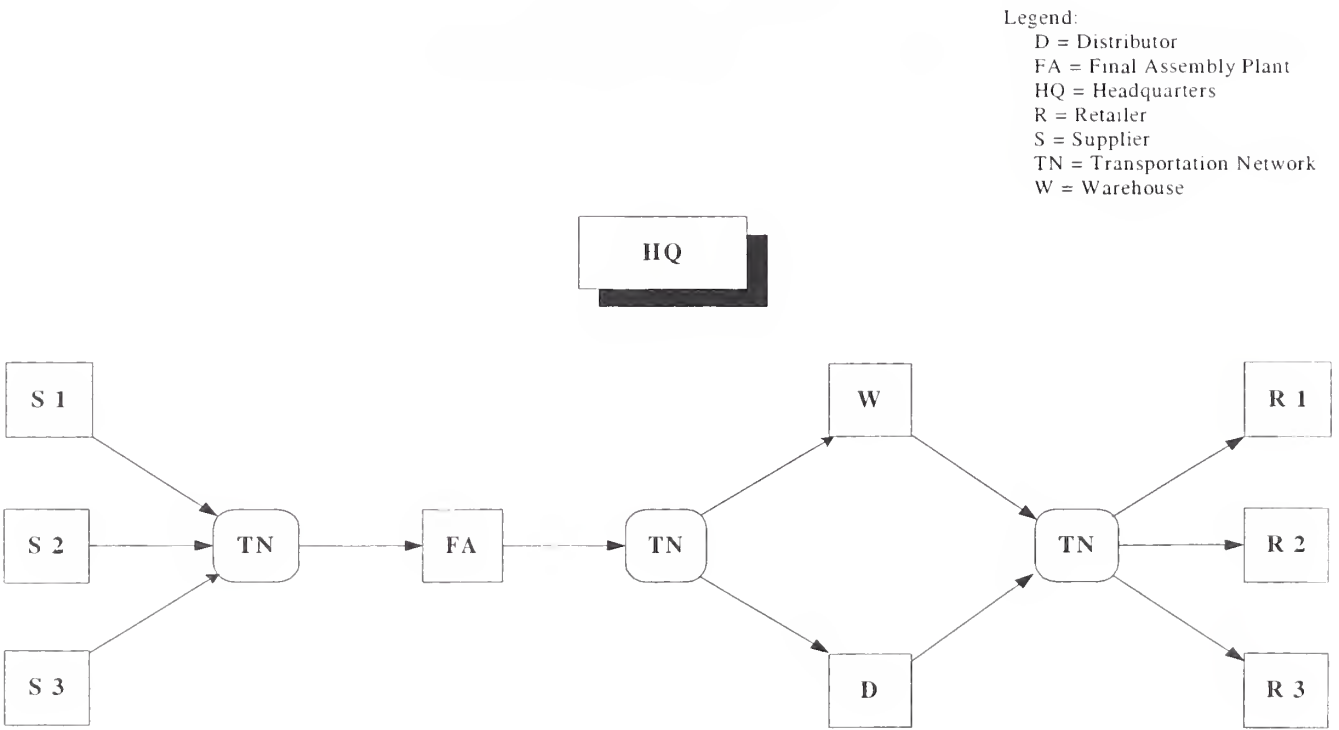 Legend:
D = Distributor
FA = Final Assembly Plant
HQ = Headquarters
R = Retailer
S = Supplier
TN = Transportation Network
W = Warehouse
HQ
S 1
W
R 1
S 2
TN
FA
TN
TN
R 2
S 3
D
R 3